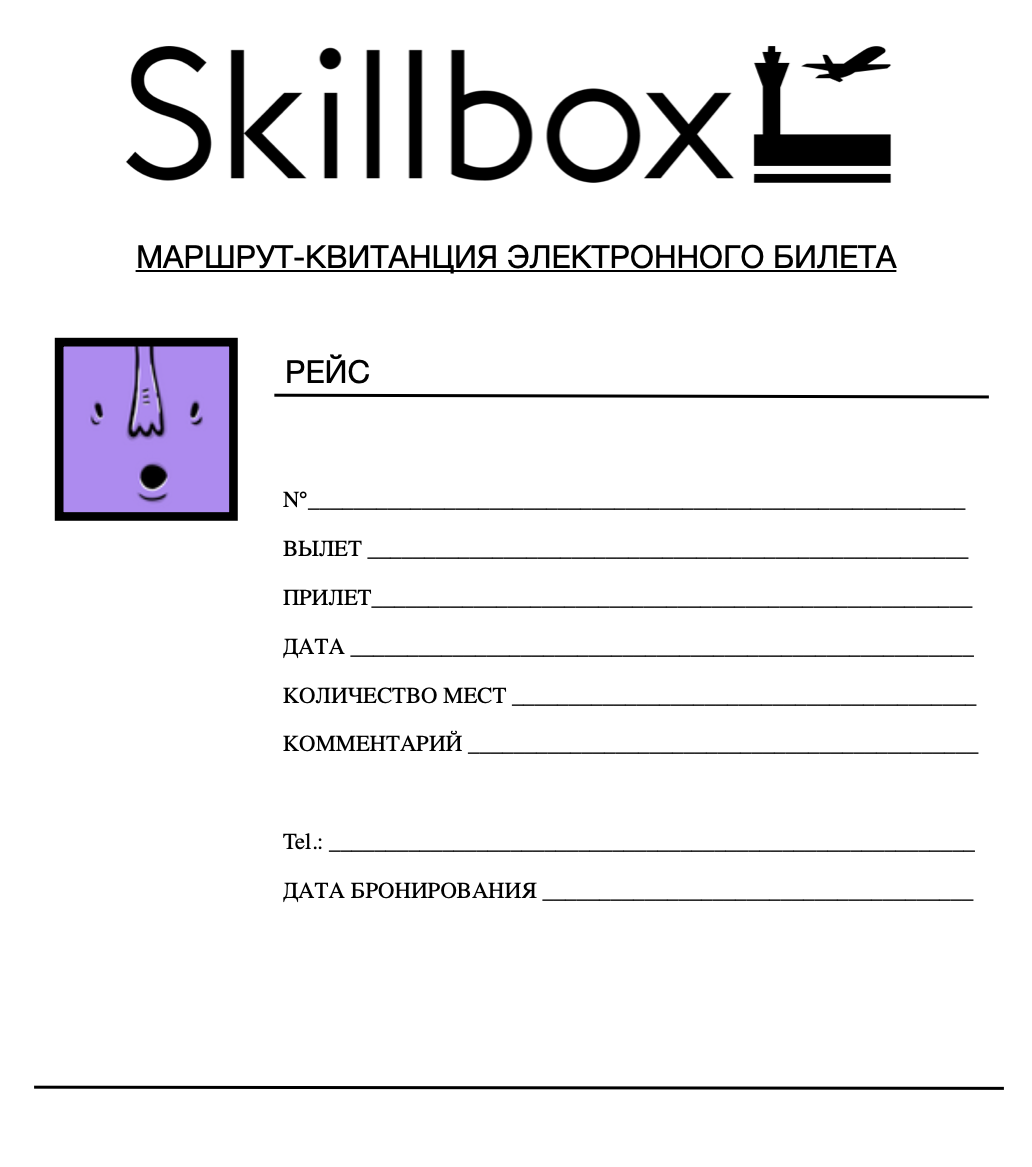 Skillbox
МАРШРУТ-КВИТАНЦИЯ ЭЛЕКТРОННОГО БИЛЕТА
РЕЙС
N°
ВЫЛЕТ
ПРИЛЕТ
ДАТА
КОЛИЧЕСТВО МЕСТ
КОММЕНТАРИЙ
Tel.:
ДАТА БРОНИРОВАНИЯ